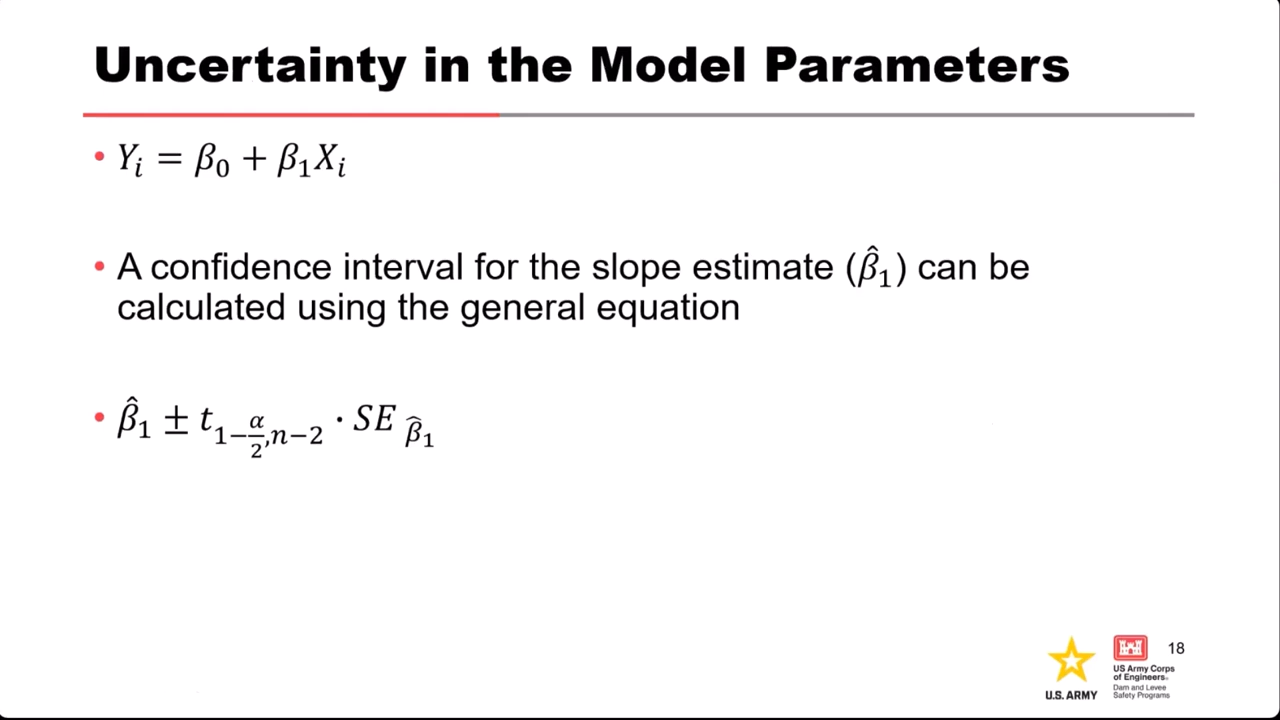 Uncertainty in the Model Parameters
• Yᵢ = β₀ + β₁Xᵢ
• A confidence interval for the slope estimate (β̂₁) can be
calculated using the general equation
• β̂₁ ± t₁₋α/2,ₙ₋₂ · SE β̂₁
18
U.S. ARMY
US Army Corps
of Engineers®
Dam and Levee
Safety Programs